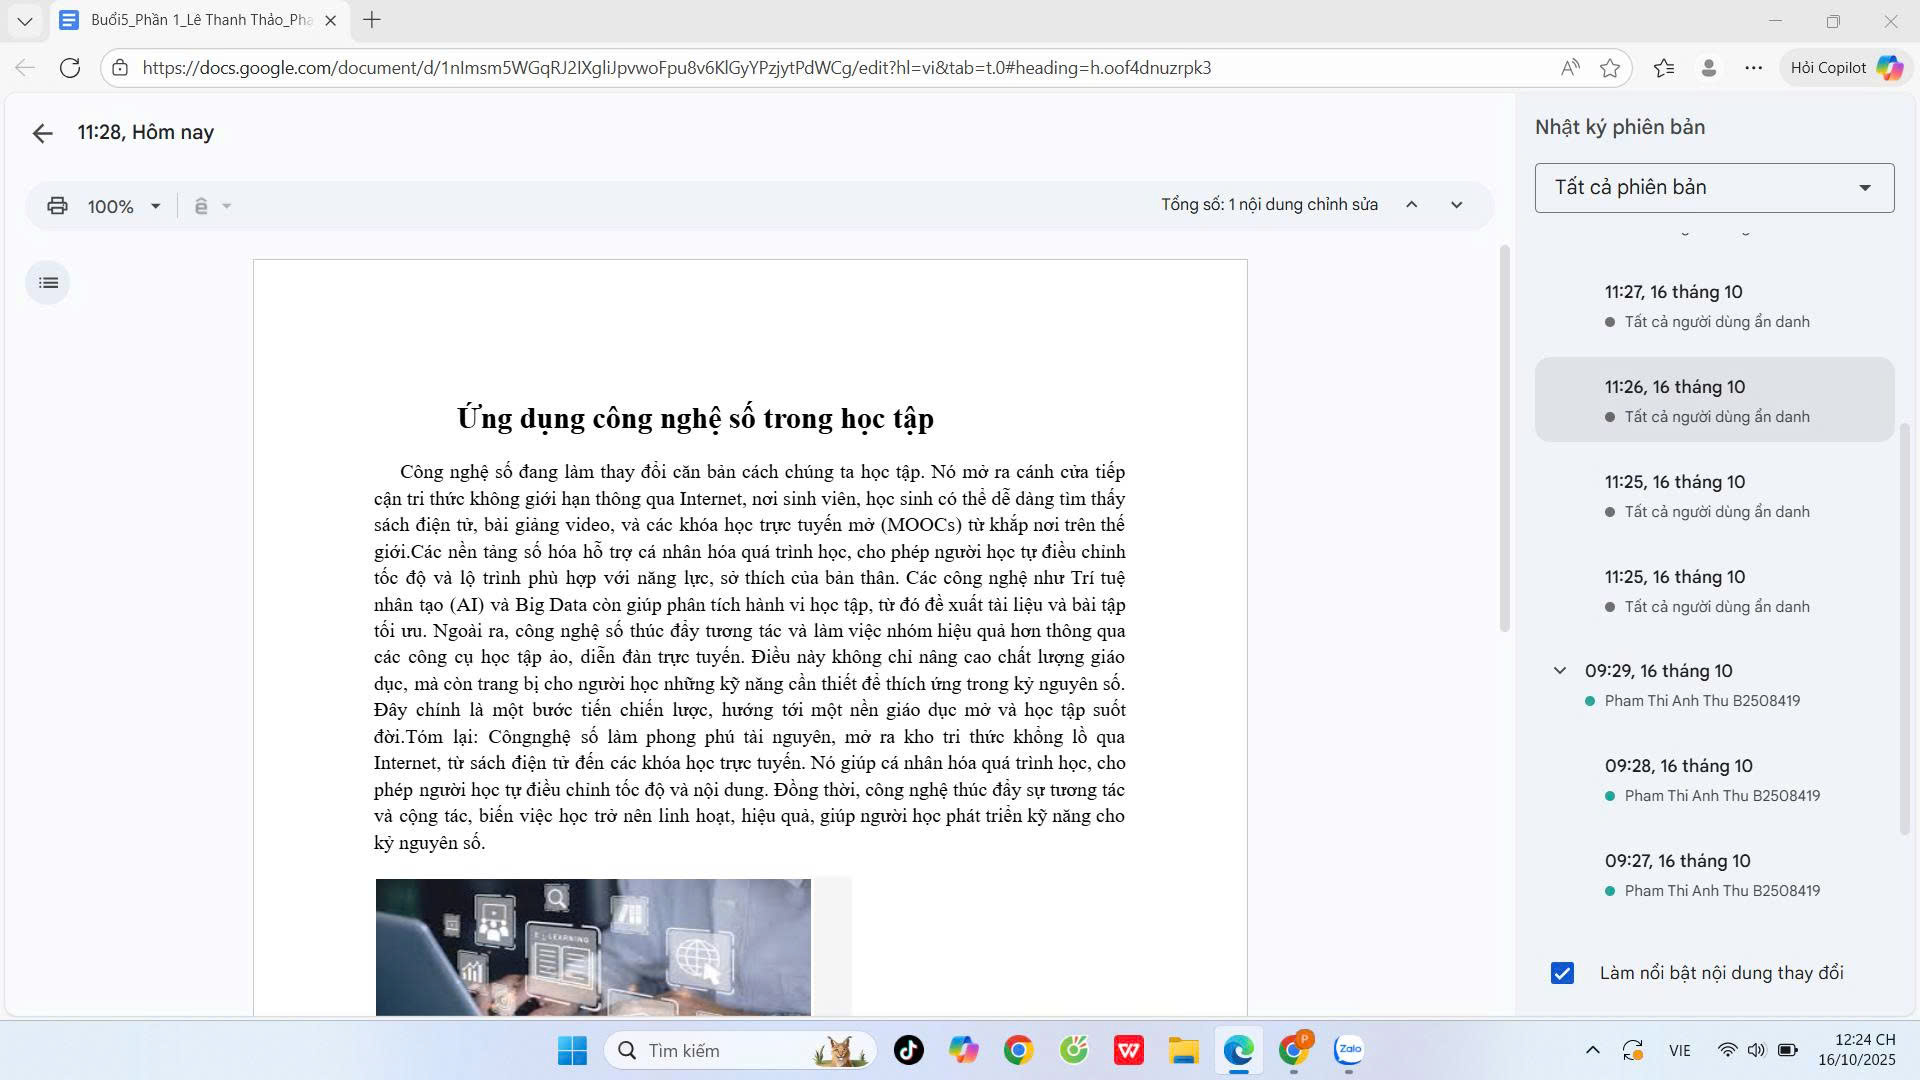 Buổi5_Phần 1_Lê Thanh Thảo_Phạ
https://docs.google.com/document/d/1nImsm5WGqRJ2IXgliJpvwoFpu8v6KlGyYPzjytPdWCg/edit?hl=vi&tab=t.0#heading=h.oof4dnuzrpk3
Hỏi Copilot
11:28, Hôm nay
100%
Tổng số: 1 nội dung chỉnh sửa
Ứng dụng công nghệ số trong học tập
Công nghệ số đang làm thay đổi căn bản cách chúng ta học tập. Nó mở ra cánh cửa tiếp
cận tri thức không giới hạn thông qua Internet, nơi sinh viên, học sinh có thể dễ dàng tìm thấy
sách điện tử, bài giảng video, và các khóa học trực tuyến mở (MOOCs) từ khắp nơi trên thế
giới.Các nền tảng số hóa hỗ trợ cá nhân hóa quá trình học, cho phép người học tự điều chỉnh
tốc độ và lộ trình phù hợp với năng lực, sở thích của bản thân. Các công nghệ như Trí tuệ
nhân tạo (AI) và Big Data còn giúp phân tích hành vi học tập, từ đó đề xuất tài liệu và bài tập
tối ưu. Ngoài ra, công nghệ số thúc đẩy tương tác và làm việc nhóm hiệu quả hơn thông qua
các công cụ học tập ảo, diễn đàn trực tuyến. Điều này không chỉ nâng cao chất lượng giáo
dục, mà còn trang bị cho người học những kỹ năng cần thiết để thích ứng trong kỷ nguyên số.
Đây chính là một bước tiến chiến lược, hướng tới một nền giáo dục mở và học tập suốt
đời.Tóm lại: Côngnghệ số làm phong phú tài nguyên, mở ra kho tri thức khổng lồ qua
Internet, từ sách điện tử đến các khóa học trực tuyến. Nó giúp cá nhân hóa quá trình học, cho
phép người học tự điều chỉnh tốc độ và nội dung. Đồng thời, công nghệ thúc đẩy sự tương tác
và cộng tác, biến việc học trở nên linh hoạt, hiệu quả, giúp người học phát triển kỹ năng cho
kỷ nguyên số.
E-LEARNING
Nhật ký phiên bản
Tất cả phiên bản
11:27, 16 tháng 10
Tất cả người dùng ẩn danh
11:26, 16 tháng 10
Tất cả người dùng ẩn danh
11:25, 16 tháng 10
Tất cả người dùng ẩn danh
11:25, 16 tháng 10
Tất cả người dùng ẩn danh
09:29, 16 tháng 10
Pham Thi Anh Thu B2508419
09:28, 16 tháng 10
Pham Thi Anh Thu B2508419
09:27, 16 tháng 10
Pham Thi Anh Thu B2508419
Làm nổi bật nội dung thay đổi
Tìm kiếm
P
Zalo
VIE
12:24 CH
16/10/2025